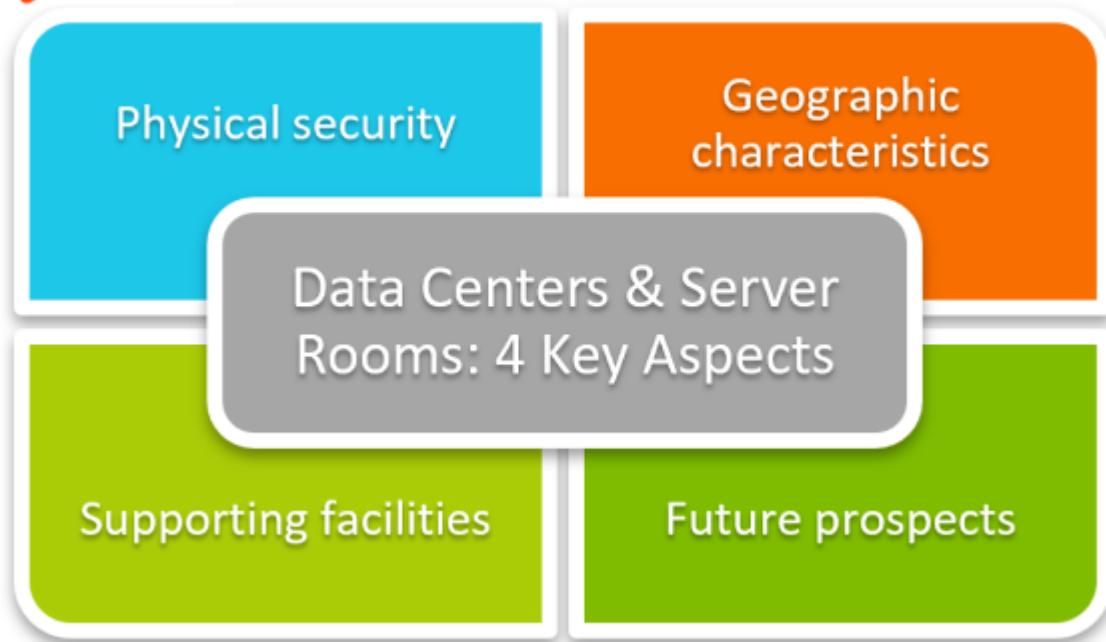 Physical security
Geographic
characteristics
Data Centers & Server
Rooms: 4 Key Aspects
Supporting facilities
Future prospects